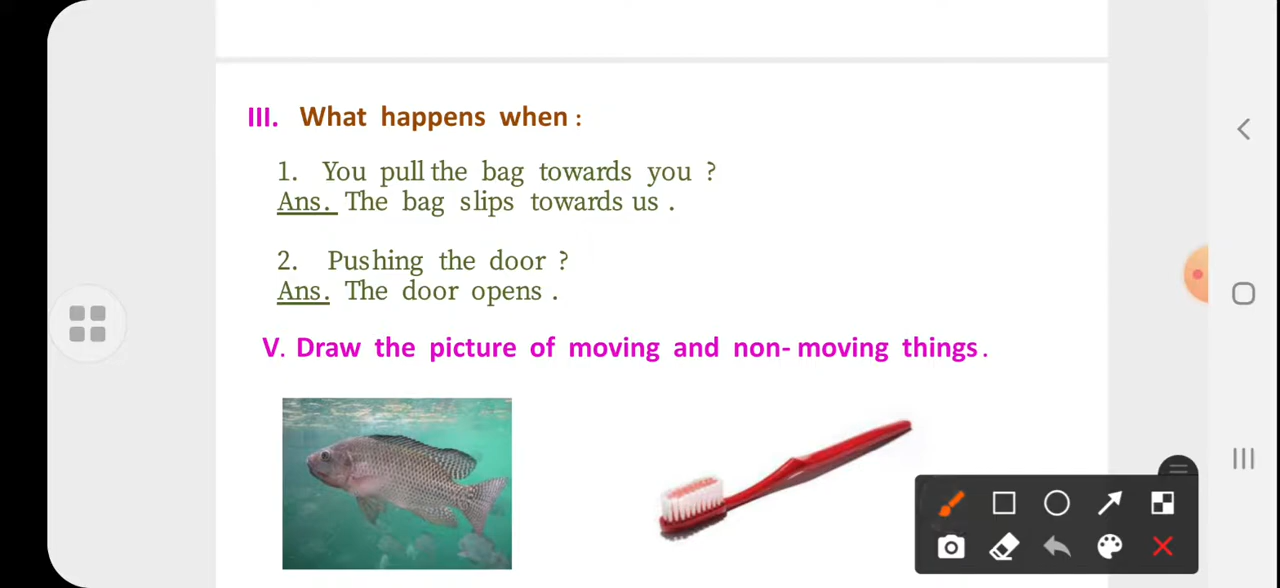 III. What happens when :
1. You pull the bag towards you ?
Ans. The bag slips towards us .
2. Pushing the door ?
Ans. The door opens .
V. Draw the picture of moving and non- moving things .